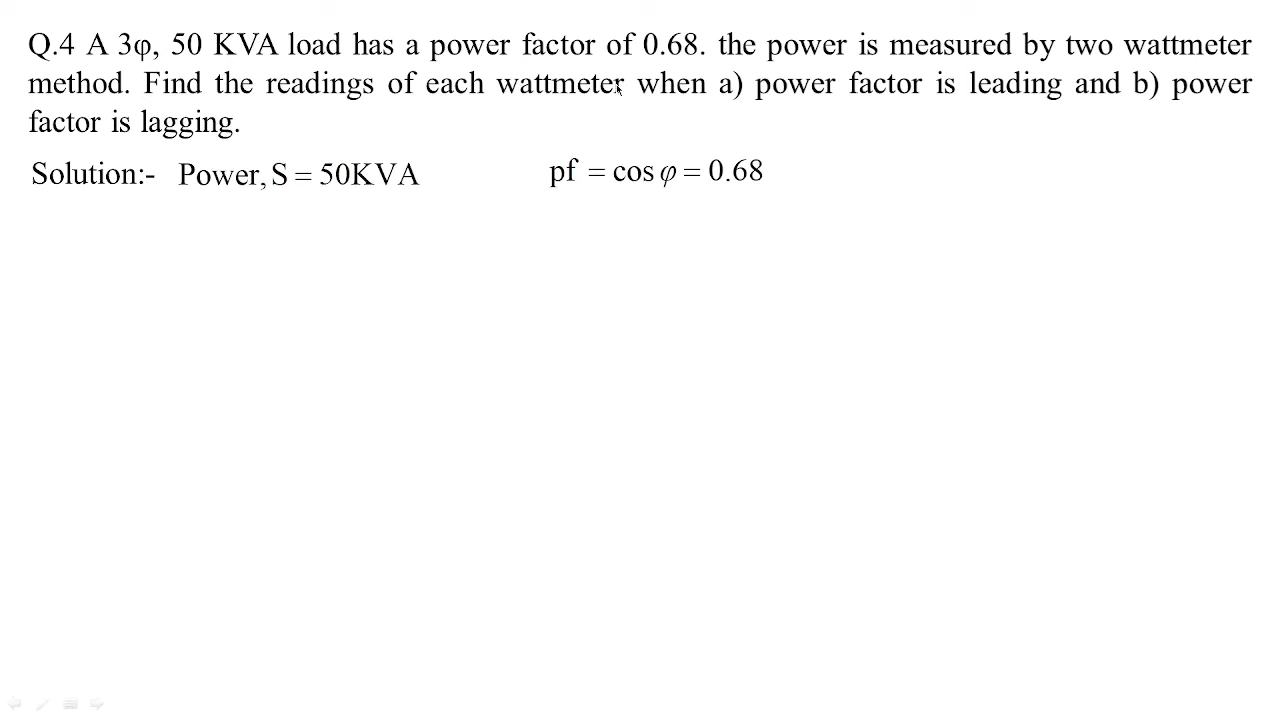 Q.4 A 3φ, 50 KVA load has a power factor of 0.68. the power is measured by two wattmeter
method. Find the readings of each wattmeter when a) power factor is leading and b) power
factor is lagging.
Solution:- Power, S = 50KVA pf = cos φ = 0.68